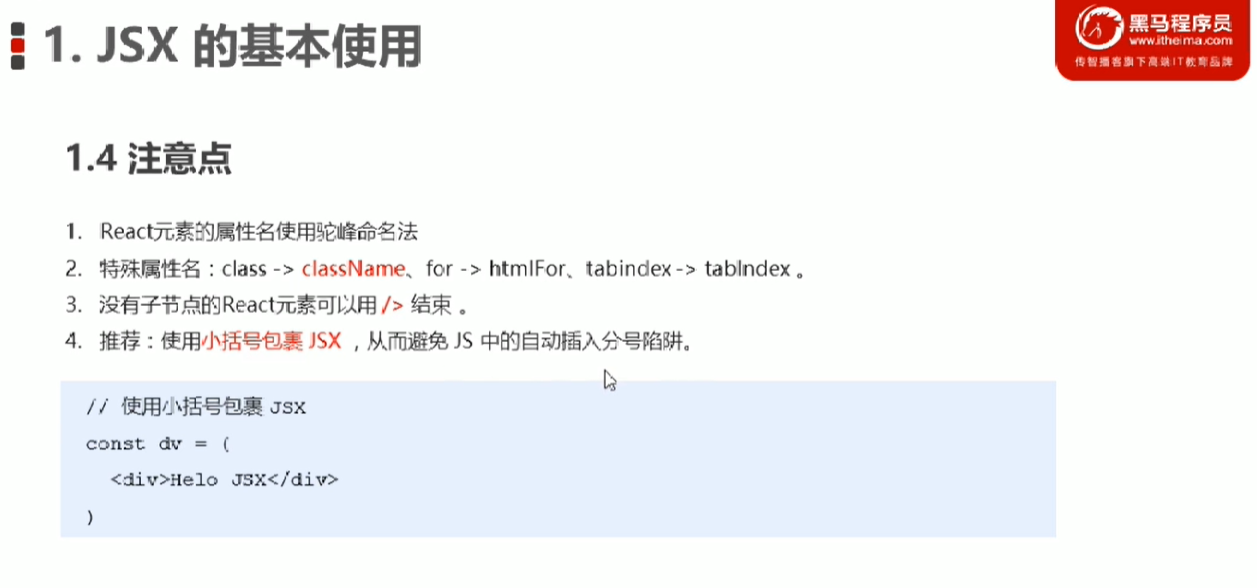 1. JSX 的基本使用
黑马程序员
www.itheima.com
传智播客旗下高端IT教育品牌
1.4 注意点
1. React元素的属性名使用驼峰命名法
2. 特殊属性名：class -> className、for -> htmlFor、tabindex -> tabIndex 。
3. 没有子节点的React元素可以用 /> 结束 。
4. 推荐：使用小括号包裹 JSX ，从而避免 JS 中的自动插入分号陷阱。
// 使用小括号包裹 JSX
const dv = (
<div>Helo JSX</div>
)